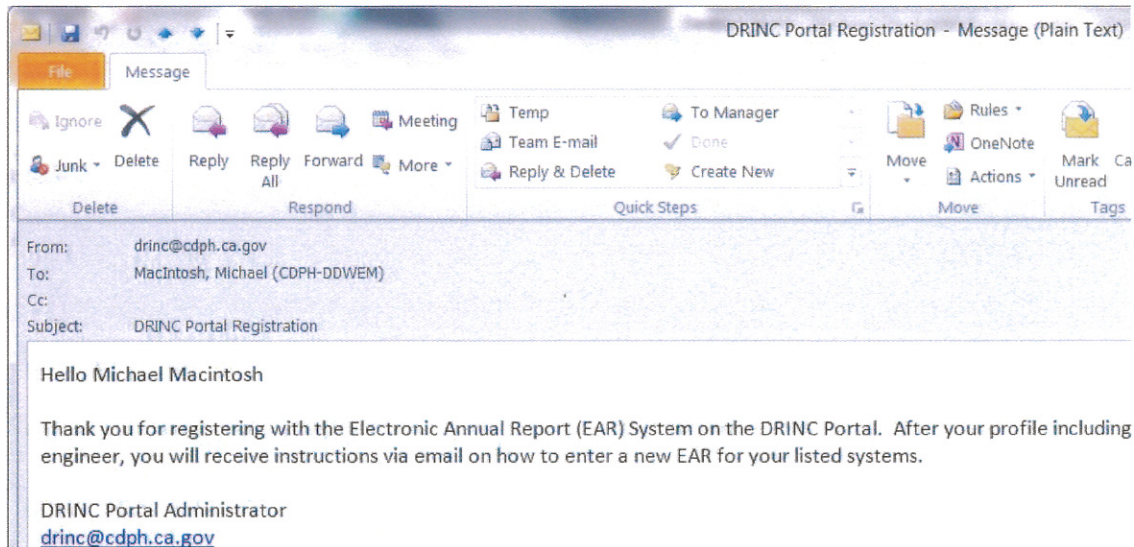 DRINC Portal Registration - Message (Plain Text)
File Message
Ignore
Junk
Delete
Reply
Reply All
Forward
Meeting
More
Temp
Team E-mail
Reply & Delete
To Manager
Done
Create New
Move
Rules
OneNote
Actions
Mark Unread
Ca
Delete Respond Quick Steps Move Tags
From: drinc@cdph.ca.gov
To: MacIntosh, Michael (CDPH-DDWEM)
Cc:
Subject: DRINC Portal Registration
Hello Michael Macintosh
Thank you for registering with the Electronic Annual Report (EAR) System on the DRINC Portal. After your profile including
engineer, you will receive instructions via email on how to enter a new EAR for your listed systems.
DRINC Portal Administrator
drinc@cdph.ca.gov